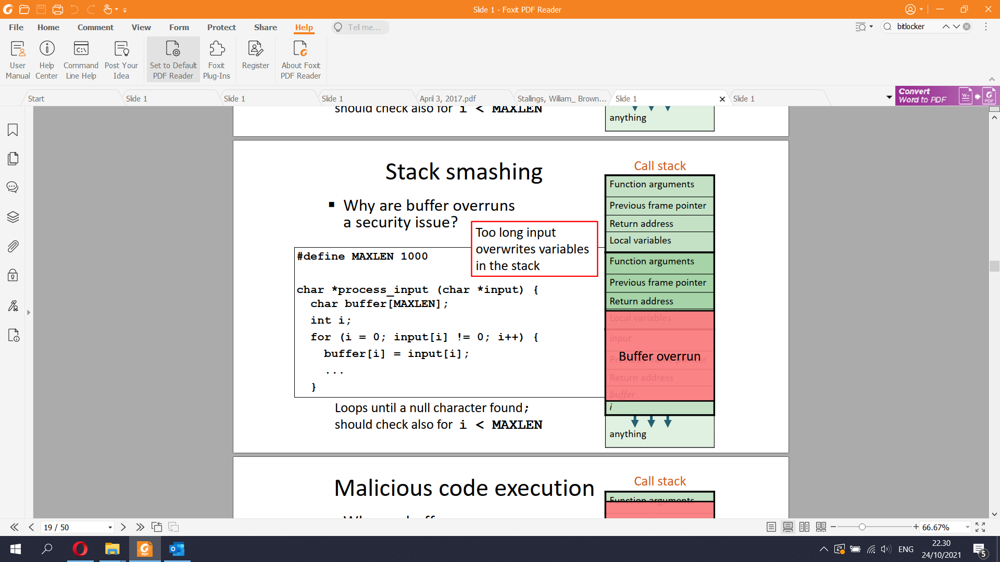 Slide 1 - Foxit PDF Reader
File Home Comment View Form Protect Share Help Tell me... bitlocker
User Manual
Help Center
C:\ Command Line Help
Post Your Idea
Set to Default PDF Reader
Foxit Plug-Ins
Register
About Foxit PDF Reader
Start
Slide 1
Slide 1
Slide 1
April 3, 2017.pdf
Stallings, William_ Brown...
Slide 1
Slide 1
Convert
Word to PDF
should check also for i < MAXLEN
anything
Stack smashing
Why are buffer overruns
a security issue?
Too long input
overwrites variables
in the stack
#define MAXLEN 1000
char *process_input (char *input) {
char buffer[MAXLEN];
int i;
for (i = 0; input[i] != 0; i++) {
buffer[i] = input[i];
...
}
Loops until a null character found;
should check also for i < MAXLEN
Call stack
Function arguments
Previous frame pointer
Return address
Local variables
Function arguments
Previous frame pointer
Return address
Local variables
input
Buffer overrun
Previous frame pointer
Return address
buffer
i
anything
Malicious code execution
Call stack
Function arguments
19 / 50
66.67%
ENG
22.30
24/10/2021
5